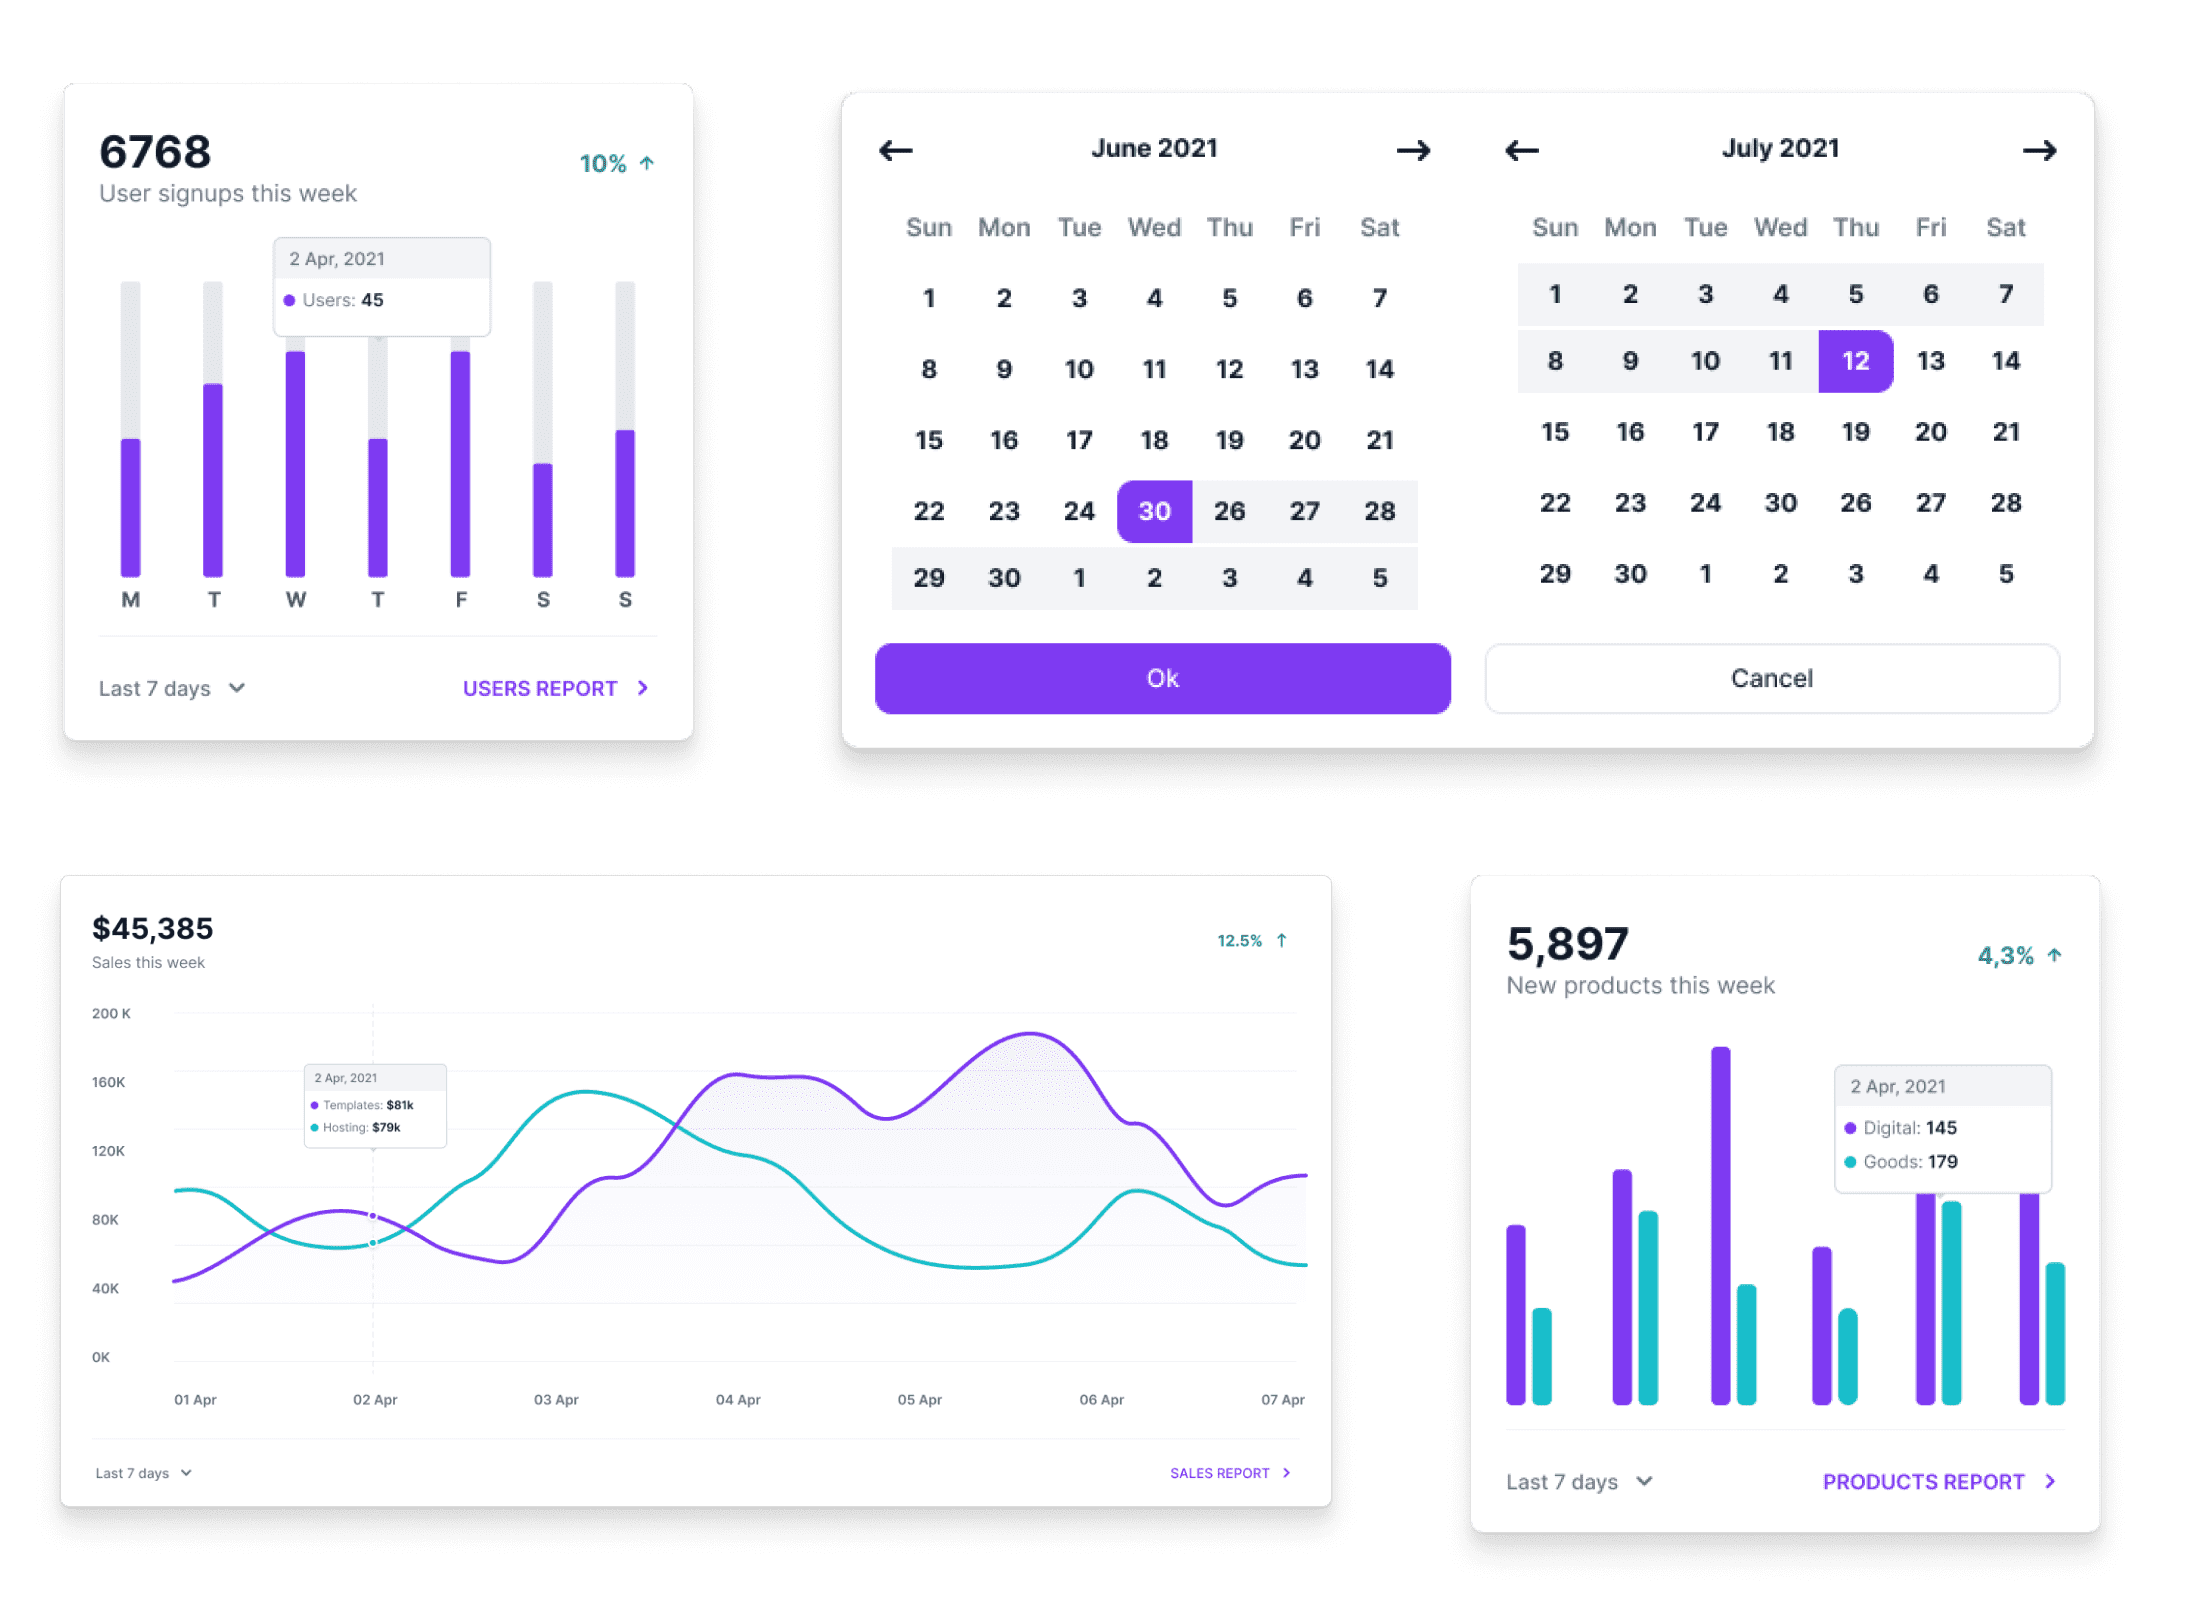 6768
User signups this week
10%
2 Apr, 2021
Users: 45
M T W T F S S
Last 7 days
USERS REPORT
June 2021
Sun Mon Tue Wed Thu Fri Sat
1 2 3 4 5 6 7
8 9 10 11 12 13 14
15 16 17 18 19 20 21
22 23 24 30 26 27 28
29 30 1 2 3 4 5
July 2021
Sun Mon Tue Wed Thu Fri Sat
1 2 3 4 5 6 7
8 9 10 11 12 13 14
15 16 17 18 19 20 21
22 23 24 30 26 27 28
29 30 1 2 3 4 5
Ok
Cancel
$45,385
Sales this week
12.5%
200 K
160K
120K
80K
40K
0K
2 Apr, 2021
Templates: $81k
Hosting: $79k
01 Apr 02 Apr 03 Apr 04 Apr 05 Apr 06 Apr 07 Apr
Last 7 days
SALES REPORT
5,897
New products this week
4,3%
2 Apr, 2021
Digital: 145
Goods: 179
Last 7 days
PRODUCTS REPORT